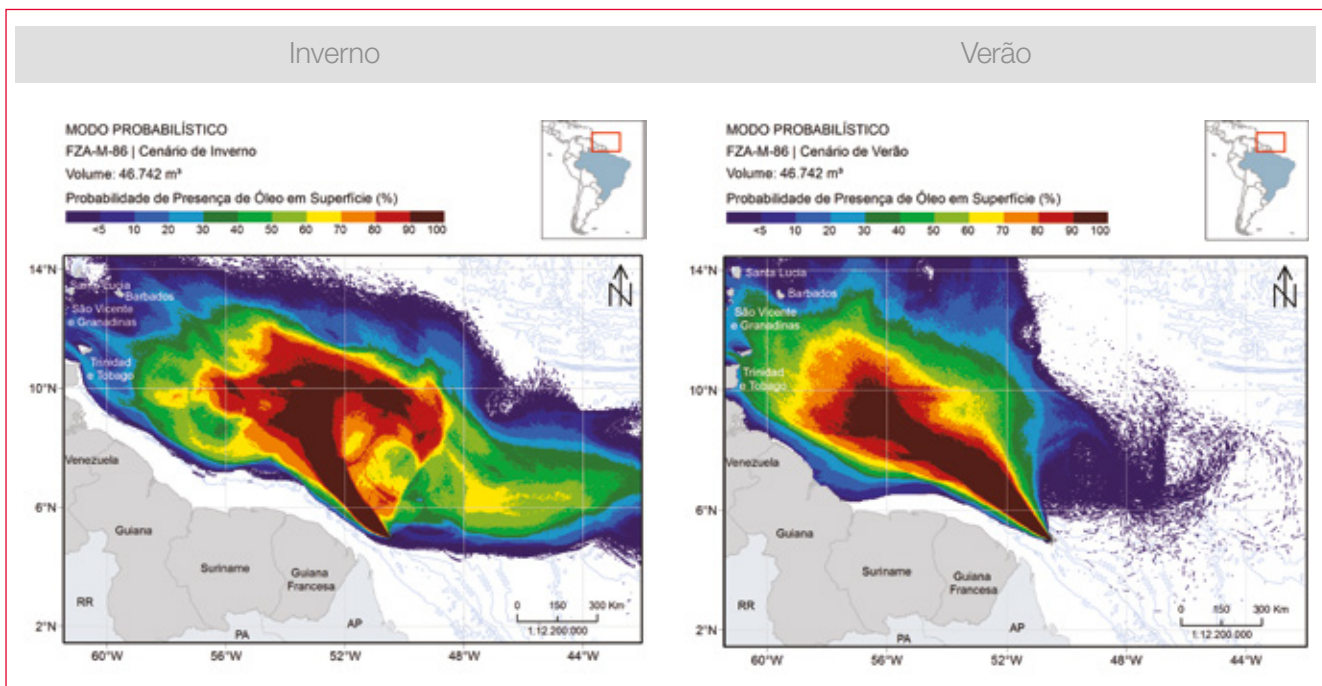 Inverno
Verão
MODO PROBABILÍSTICO
FZA-M-86 | Cenário de Inverno
Volume: 46.742 m³
Probabilidade de Presença de Óleo em Superfície (%)
<5 10 20 30 40 50 60 70 80 90 100
14°N
10°N
6°N
2°N
Santa Lucia
Barbados
São Vicente
e Granadinas
Trinidad
e Tobago
Venezuela
Guiana
Suriname
Guiana
Francesa
RR
PA
AP
N
0 150 300 Km
1:12.200.000
60°W 56°W 52°W 48°W 44°W
MODO PROBABILÍSTICO
FZA-M-86 | Cenário de Verão
Volume: 46.742 m³
Probabilidade de Presença de Óleo em Superfície (%)
<5 10 20 30 40 50 60 70 80 90 100
14°N
10°N
6°N
2°N
Santa Lucia
Barbados
São Vicente
e Granadinas
Trinidad
e Tobago
Venezuela
Guiana
Suriname
Guiana
Francesa
RR
PA
AP
N
0 150 300 Km
1:12.200.000
60°W 56°W 52°W 48°W 44°W